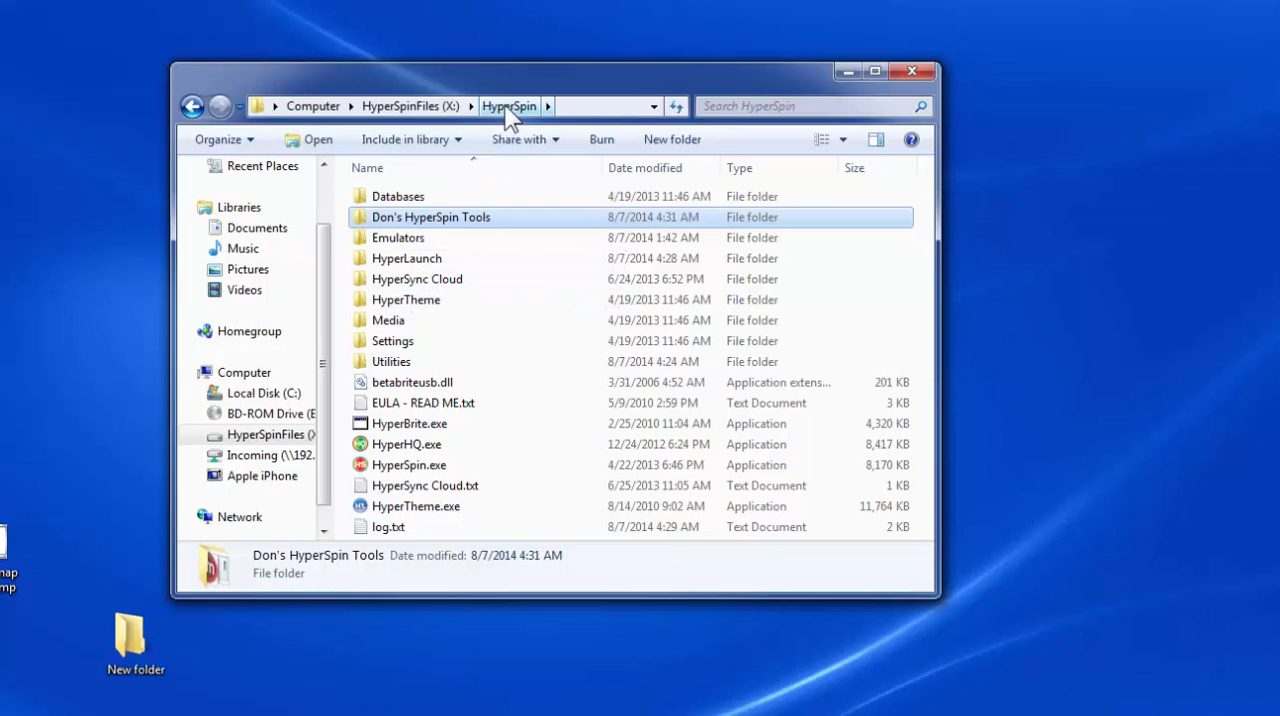 Computer HyperSpinFiles (X:) HyperSpin Search HyperSpin
Organize Open Include in library Share with Burn New folder
Recent Places
Libraries
Documents
Music
Pictures
Videos
Homegroup
Computer
Local Disk (C:)
BD-ROM Drive (E
HyperSpinFiles (X
Incoming (\\192.
Apple iPhone
Network
Name Date modified Type Size
Databases 4/19/2013 11:46 AM File folder
Don's HyperSpin Tools 8/7/2014 4:31 AM File folder
Emulators 8/7/2014 1:42 AM File folder
HyperLaunch 8/7/2014 4:28 AM File folder
HyperSync Cloud 6/24/2013 6:52 PM File folder
HyperTheme 4/19/2013 11:46 AM File folder
Media 4/19/2013 11:46 AM File folder
Settings 4/19/2013 11:46 AM File folder
Utilities 8/7/2014 4:24 AM File folder
betabriteusb.dll 3/31/2006 4:52 AM Application extens... 201 KB
EULA - READ ME.txt 5/9/2010 2:59 PM Text Document 3 KB
HyperBrite.exe 2/25/2010 11:04 AM Application 4,320 KB
HyperHQ.exe 12/24/2012 6:24 PM Application 8,417 KB
HyperSpin.exe 4/22/2013 6:46 PM Application 8,170 KB
HyperSync Cloud.txt 6/25/2013 11:05 AM Text Document 1 KB
HyperTheme.exe 8/14/2010 9:02 AM Application 11,764 KB
log.txt 8/7/2014 4:29 AM Text Document 2 KB
Don's HyperSpin Tools Date modified: 8/7/2014 4:31 AM
File folder
map
mp
New folder